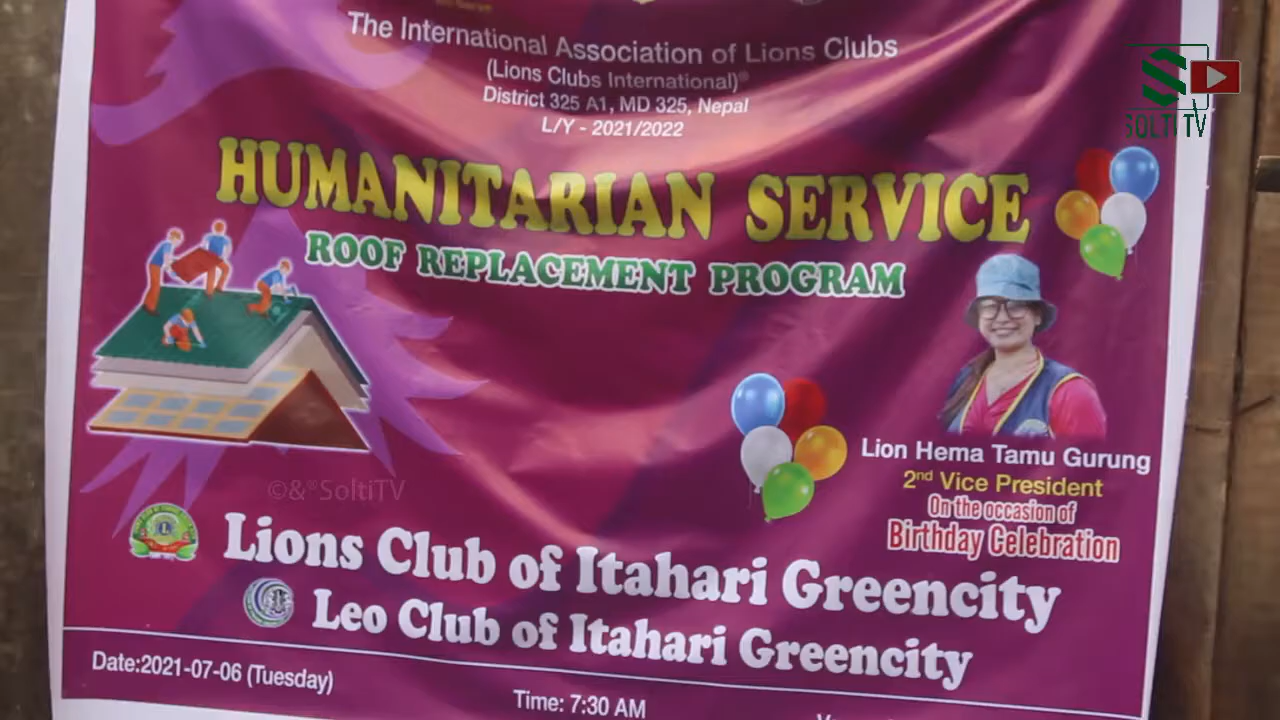 The International Association of Lions Clubs
(Lions Clubs International)®
District 325 A1, MD 325, Nepal
L/Y - 2021/2022
SOLTI TV
HUMANITARIAN SERVICE
ROOF REPLACEMENT PROGRAM
Lion Hema Tamu Gurung
2nd Vice President
On the occasion of
Birthday Celebration
©&®SoltiTV
Lions Club of Itahari Greencity
Leo Club of Itahari Greencity
Date:2021-07-06 (Tuesday)
Time: 7:30 AM